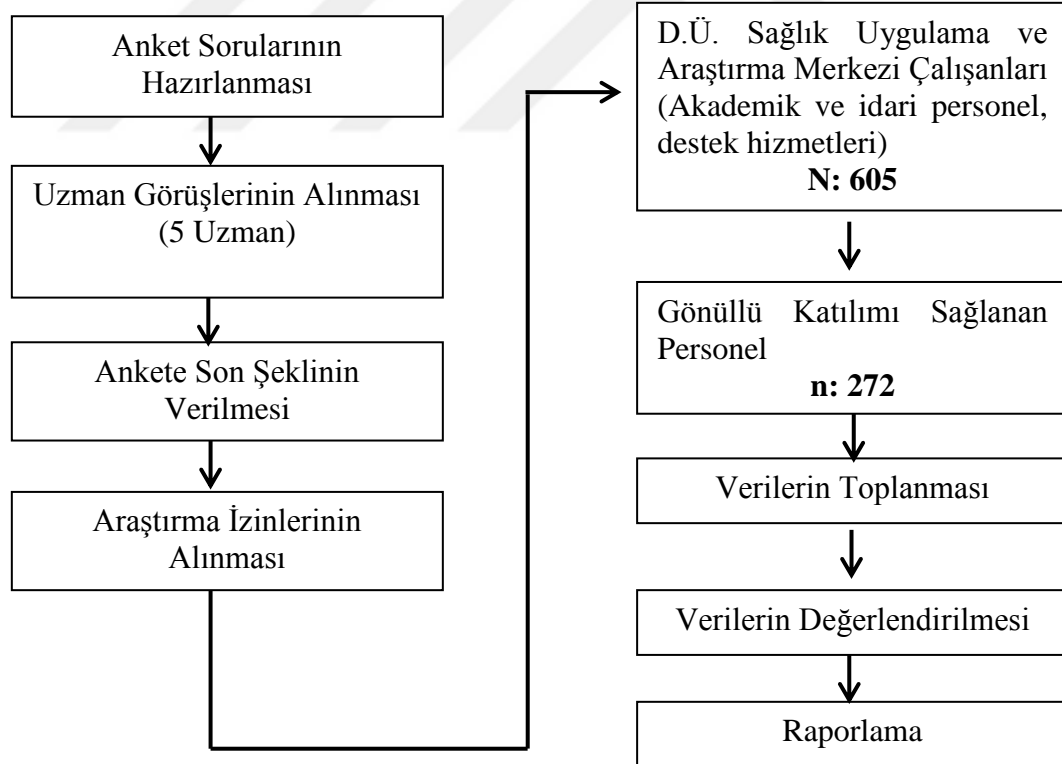 Anket Sorularının
Hazırlanması
Uzman Görüşlerinin Alınması
(5 Uzman)
Ankete Son Şeklinin
Verilmesi
Araştırma İzinlerinin
Alınması
D.Ü. Sağlık Uygulama ve
Araştırma Merkezi Çalışanları
(Akademik ve idari personel,
destek hizmetleri)
N: 605
Gönüllü Katılımı Sağlanan
Personel
n: 272
Verilerin Toplanması
Verilerin Değerlendirilmesi
Raporlama